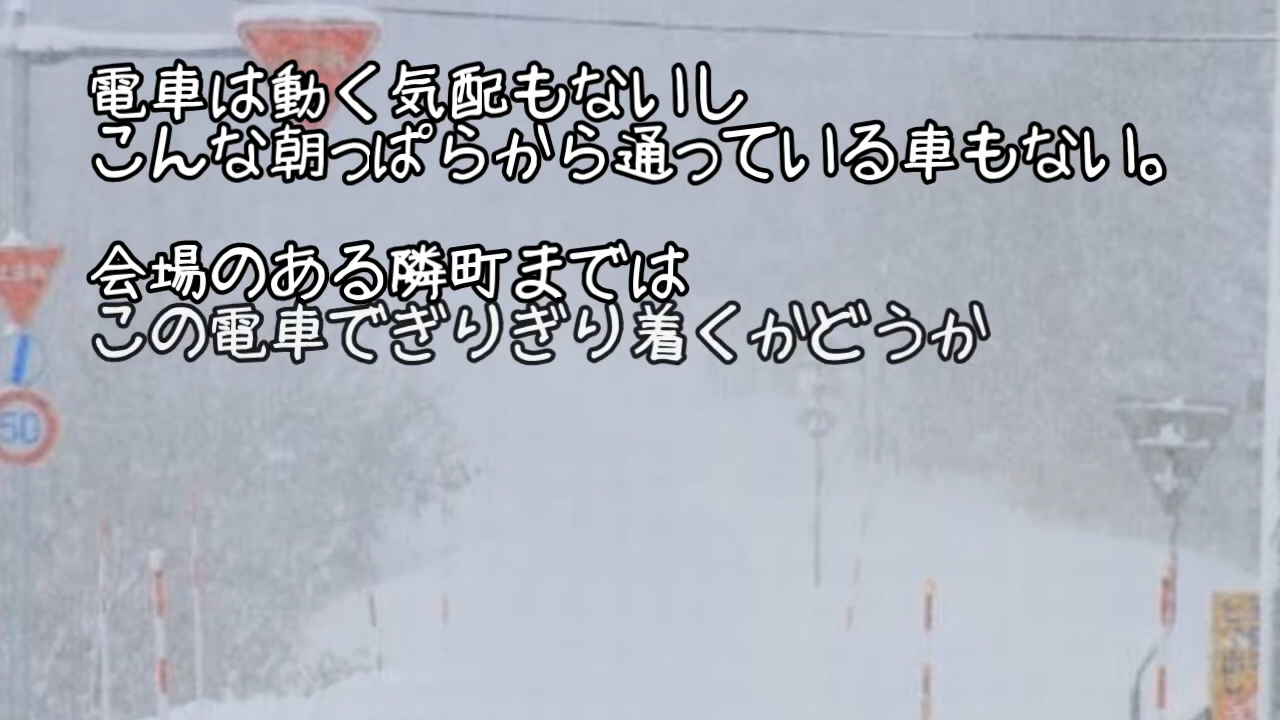 電車は動く気配もないし
こんな朝っぱらから通っている車もない。
会場のある隣町までは
この電車でぎりぎり着くかどうか
50